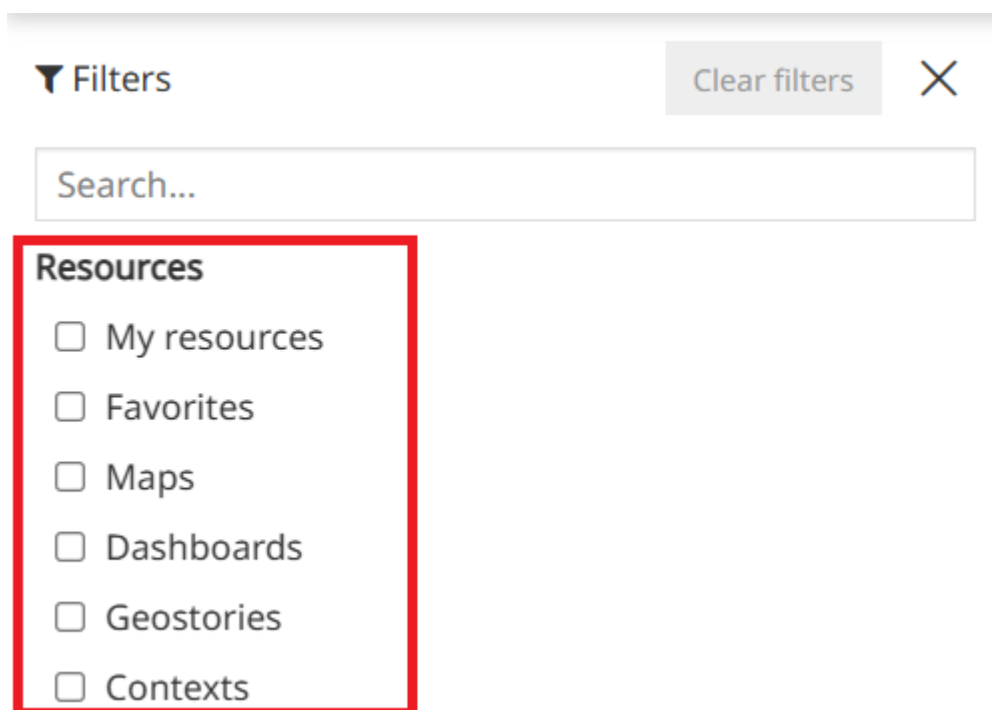 Filters
Clear filters
Search...
Resources
My resources
Favorites
Maps
Dashboards
Geostories
Contexts